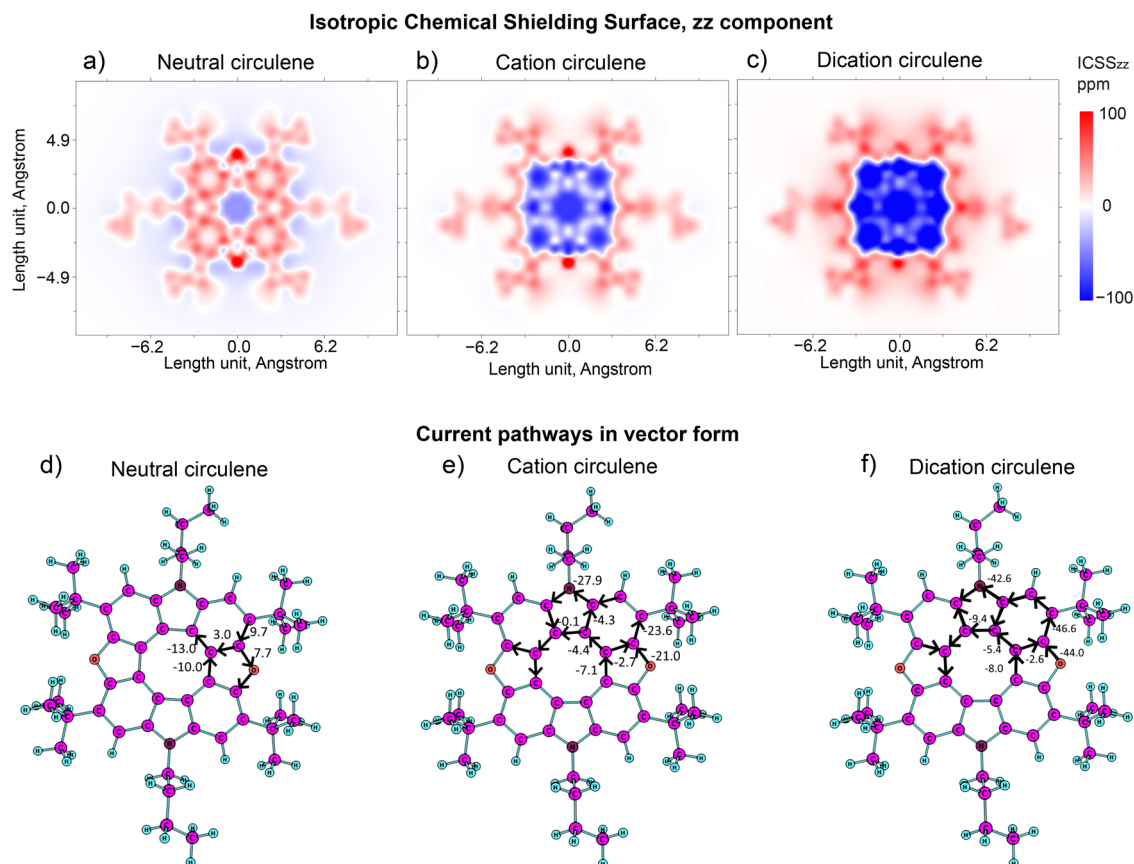 Isotropic Chemical Shielding Surface, zz component
a) Neutral circulene
b) Cation circulene
c) Dication circulene
ICSSzz
ppm
100
0
−100
Length unit, Angstrom
4.9
0.0
−4.9
−6.2 0.0 6.2
Length unit, Angstrom
−6.2 0.0 6.2
Length unit, Angstrom
−6.2 0.0 6.2
Length unit, Angstrom
Current pathways in vector form
d) Neutral circulene
e) Cation circulene
f) Dication circulene
N
3.0
9.7
-13.0
7.7
-10.0
O
O
N
N
-27.9
-0.1
-4.3
-23.6
-4.4
-2.7
-21.0
-7.1
O
O
N
N
-42.6
-9.4
-46.6
-5.4
-2.6
-44.0
-8.0
O
O
N